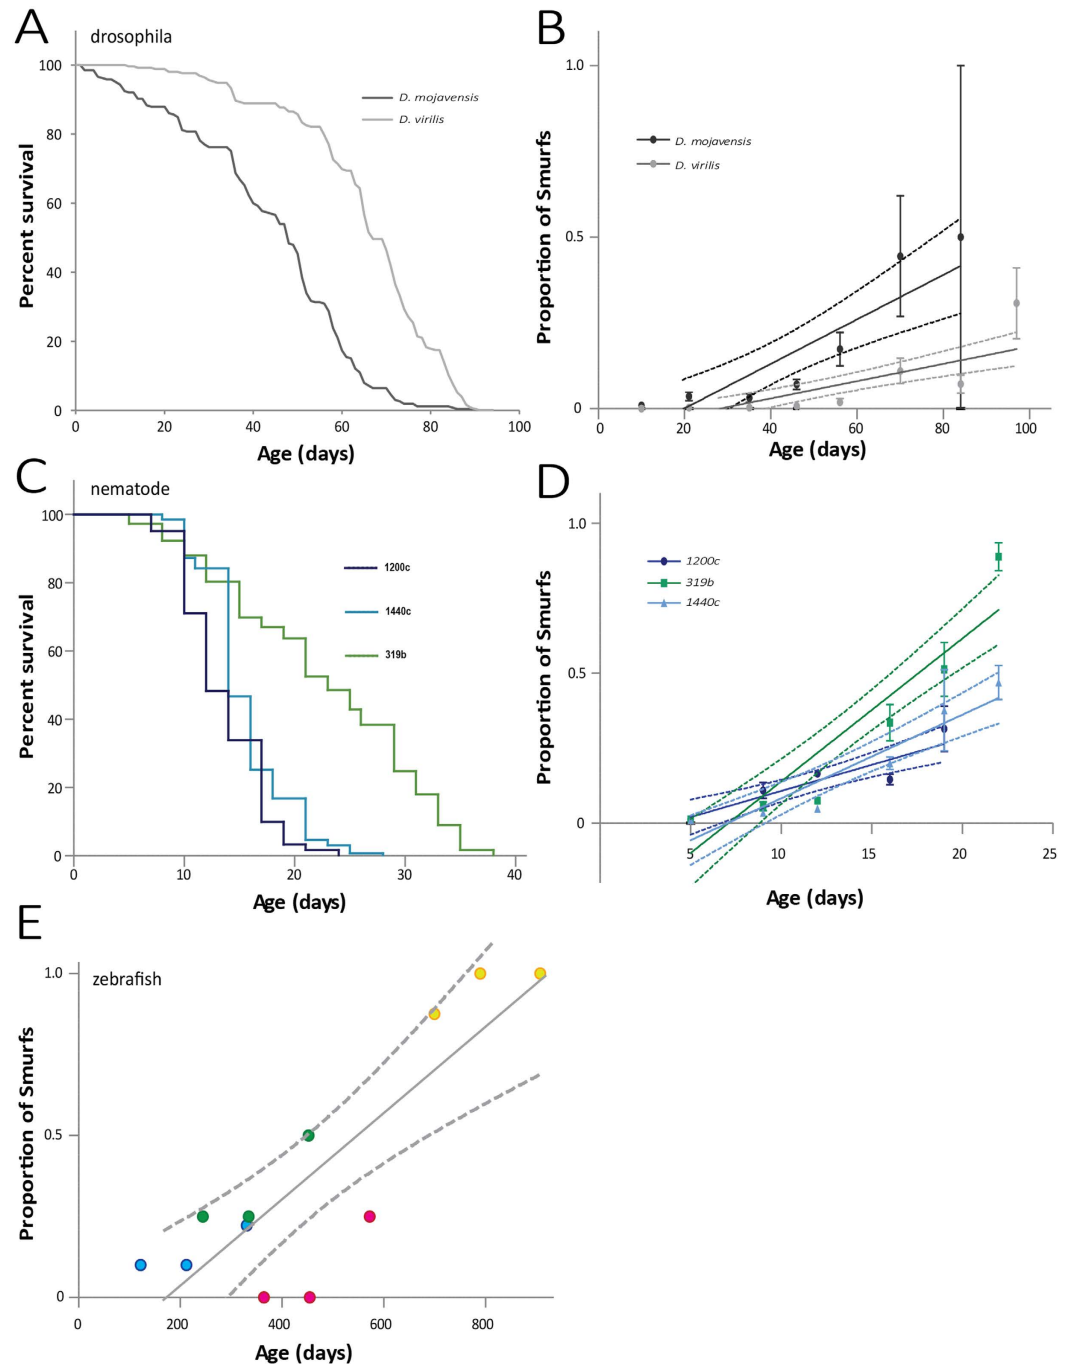 A
drosophila
Percent survival
100
80
60
40
20
0
0 20 40 60 80 100
Age (days)
D. mojavensis
D. virilis
B
Proportion of Smurfs
1.0
0.5
0
0 20 40 60 80 100
Age (days)
D. mojavensis
D. virilis
C
nematode
Percent survival
100
80
60
40
20
0
0 10 20 30 40
Age (days)
1200c
1440c
319b
D
Proportion of Smurfs
1.0
0.5
0
5 10 15 20 25
Age (days)
1200c
319b
1440c
E
zebrafish
Proportion of Smurfs
1.0
0.5
0
0 200 400 600 800
Age (days)